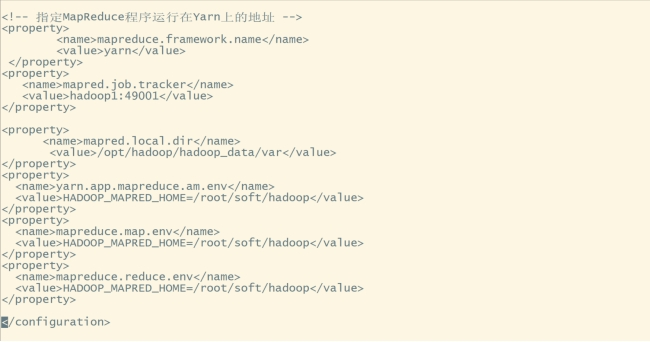 <!-- 指定MapReduce程序运行在Yarn上的地址 -->
<property>
        <name>mapreduce.framework.name</name>
        <value>yarn</value>
 </property>
<property>
   <name>mapred.job.tracker</name>
   <value>hadoop1:49001</value>
</property>

<property>
      <name>mapred.local.dir</name>
       <value>/opt/hadoop/hadoop_data/var</value>
</property>
<property>
  <name>yarn.app.mapreduce.am.env</name>
  <value>HADOOP_MAPRED_HOME=/root/soft/hadoop</value>
</property>
<property>
  <name>mapreduce.map.env</name>
  <value>HADOOP_MAPRED_HOME=/root/soft/hadoop</value>
</property>
<property>
  <name>mapreduce.reduce.env</name>
  <value>HADOOP_MAPRED_HOME=/root/soft/hadoop</value>
</property>

</configuration>